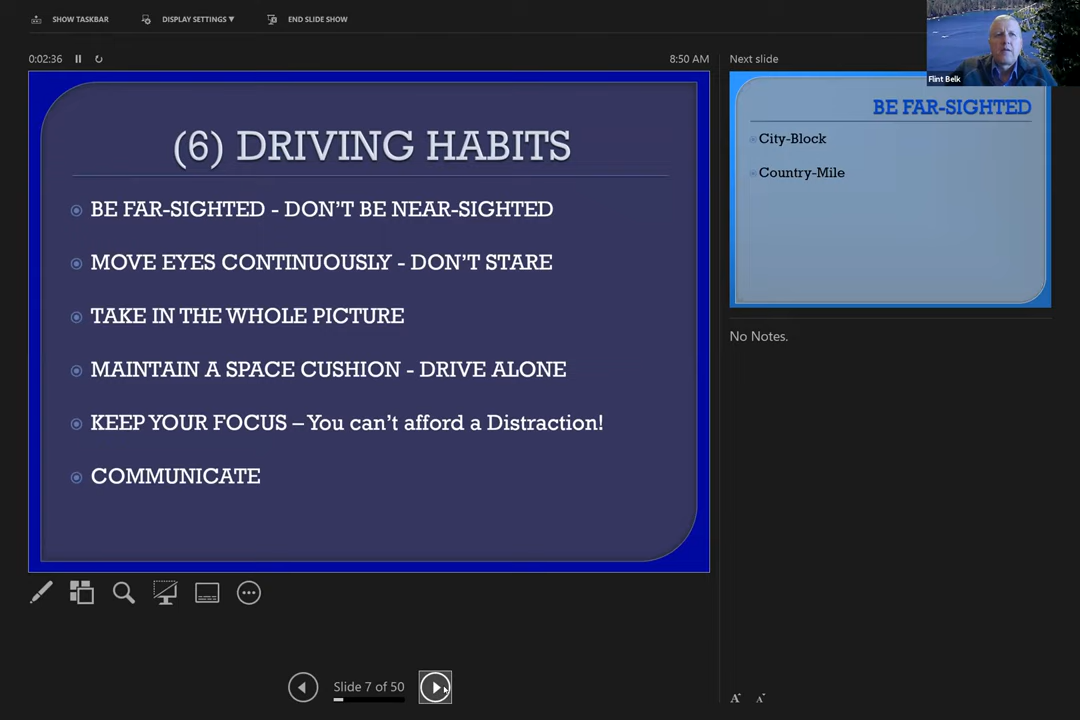 SHOW TASKBAR
DISPLAY SETTINGS ▼
END SLIDE SHOW
0:02:36
8:50 AM
Next slide
Flint Belk
(6) DRIVING HABITS
BE FAR-SIGHTED - DON'T BE NEAR-SIGHTED
MOVE EYES CONTINUOUSLY - DON'T STARE
TAKE IN THE WHOLE PICTURE
MAINTAIN A SPACE CUSHION - DRIVE ALONE
KEEP YOUR FOCUS – You can't afford a Distraction!
COMMUNICATE
BE FAR-SIGHTED
City-Block
Country-Mile
No Notes.
Slide 7 of 50
A A